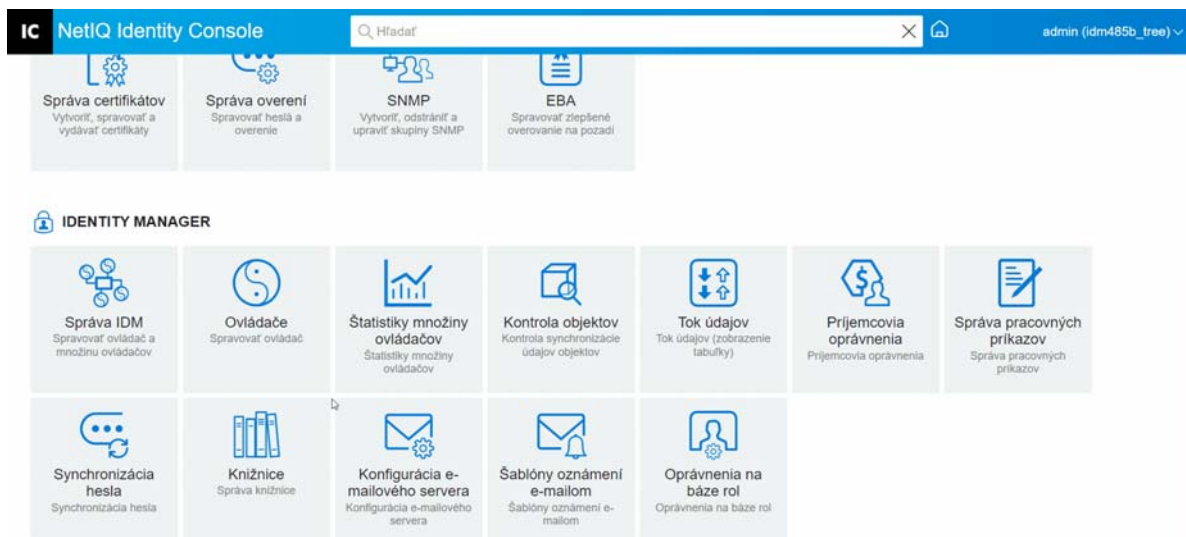 IC NetIQ Identity Console
Hľadať
admin (idm485b_tree)
Správa certifikátov
Vytvoriť, spravovať a
vydávať certifikáty
Správa overení
Spravovať heslá a
overenie
SNMP
Vytvoriť, odstrániť a
upraviť skupiny SNMP
EBA
Spravovať zlepšené
overovanie na pozadí
IDENTITY MANAGER
Správa IDM
Spravovať ovládač a
množinu ovládačov
Ovládače
Spravovať ovládač
Štatistiky množiny
ovládačov
Štatistiky množiny
ovládačov
Kontrola objektov
Kontrola synchronizácie
údajov objektov
Tok údajov
Tok údajov (zobrazenie
tabuľky)
Príjemcovia
oprávnenia
Príjemcovia oprávnenia
Správa pracovných
príkazov
Správa pracovných
príkazov
Synchronizácia
hesla
Synchronizácia hesla
Knižnice
Správa knižnice
Konfigurácia e-
mailového servera
Konfigurácia e-mailového
servera
Šablóny oznámení
e-mailom
Šablóny oznámení e-
mailom
Oprávnenia na
báze rol
Oprávnenia na báze rol